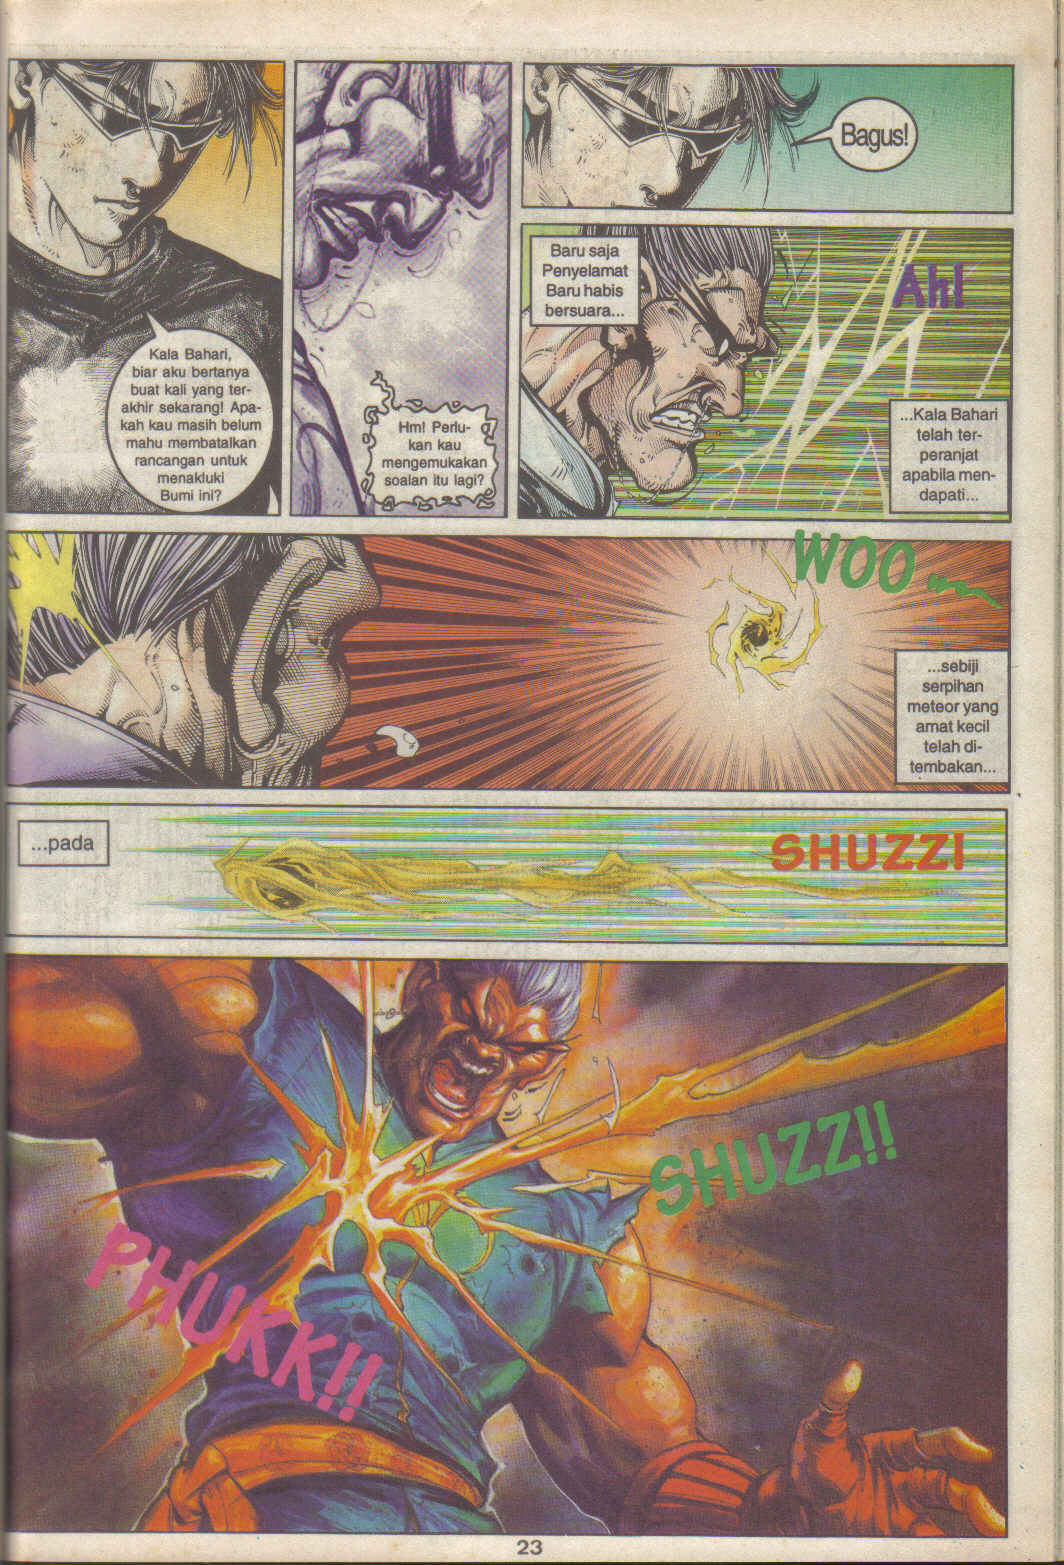 Kala Bahari,
biar aku bertanya
buat kali yang ter-
akhir sekarang! Apa-
kah kau masih belum
mahu membatalkan
rancangan untuk
menakluki
Bumi ini?
Hm! Perlu-
kan kau
mengemukakan
soalan itu lagi?
Bagus!
Baru saja
Penyelamat
Baru habis
bersuara...
Ah!
...Kala Bahari
telah ter-
peranjat
apabila men-
dapati...
WOO
...sebiji
serpihan
meteor yang
amat kecil
telah di-
tembakan...
...pada
SHUZZ!
SHUZZ!!
PHUKK!!
23